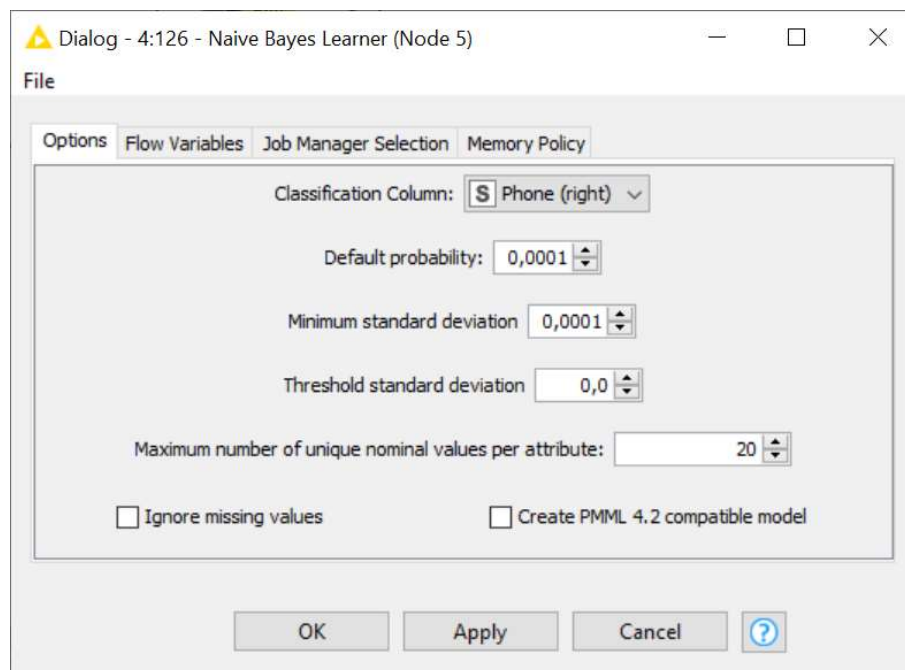 Dialog - 4:126 - Naive Bayes Learner (Node 5)
File
Options Flow Variables Job Manager Selection Memory Policy
Classification Column: S Phone (right)
Default probability: 0,0001
Minimum standard deviation 0,0001
Threshold standard deviation 0,0
Maximum number of unique nominal values per attribute: 20
Ignore missing values Create PMML 4.2 compatible model
OK Apply Cancel ?